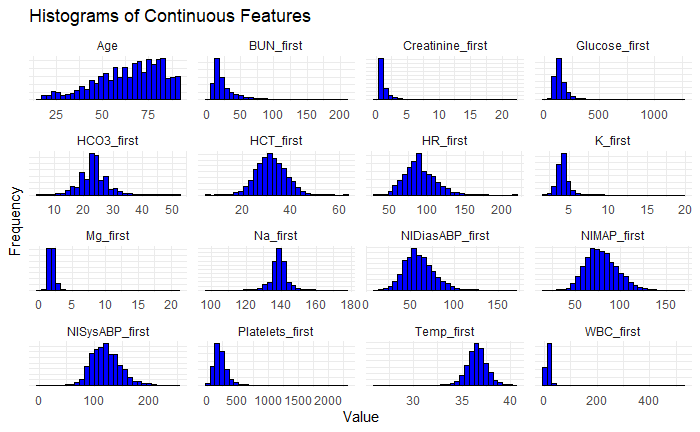 Histograms of Continuous Features
Age BUN_first Creatinine_first Glucose_first
25 50 75 0 50 100 150 200 0 5 10 15 20 0 500 1000
HCO3_first HCT_first HR_first K_first
10 20 30 40 50 20 40 60 50 100 150 200 5 10 15 20
Mg_first Na_first NIDiasABP_first NIMAP_first
0 5 10 15 20 100 120 140 160 180 50 100 150 50 100 150
NISysABP_first Platelets_first Temp_first WBC_first
0 100 200 0 500 1000 1500 2000 30 35 40 0 200 400
Frequency
Value